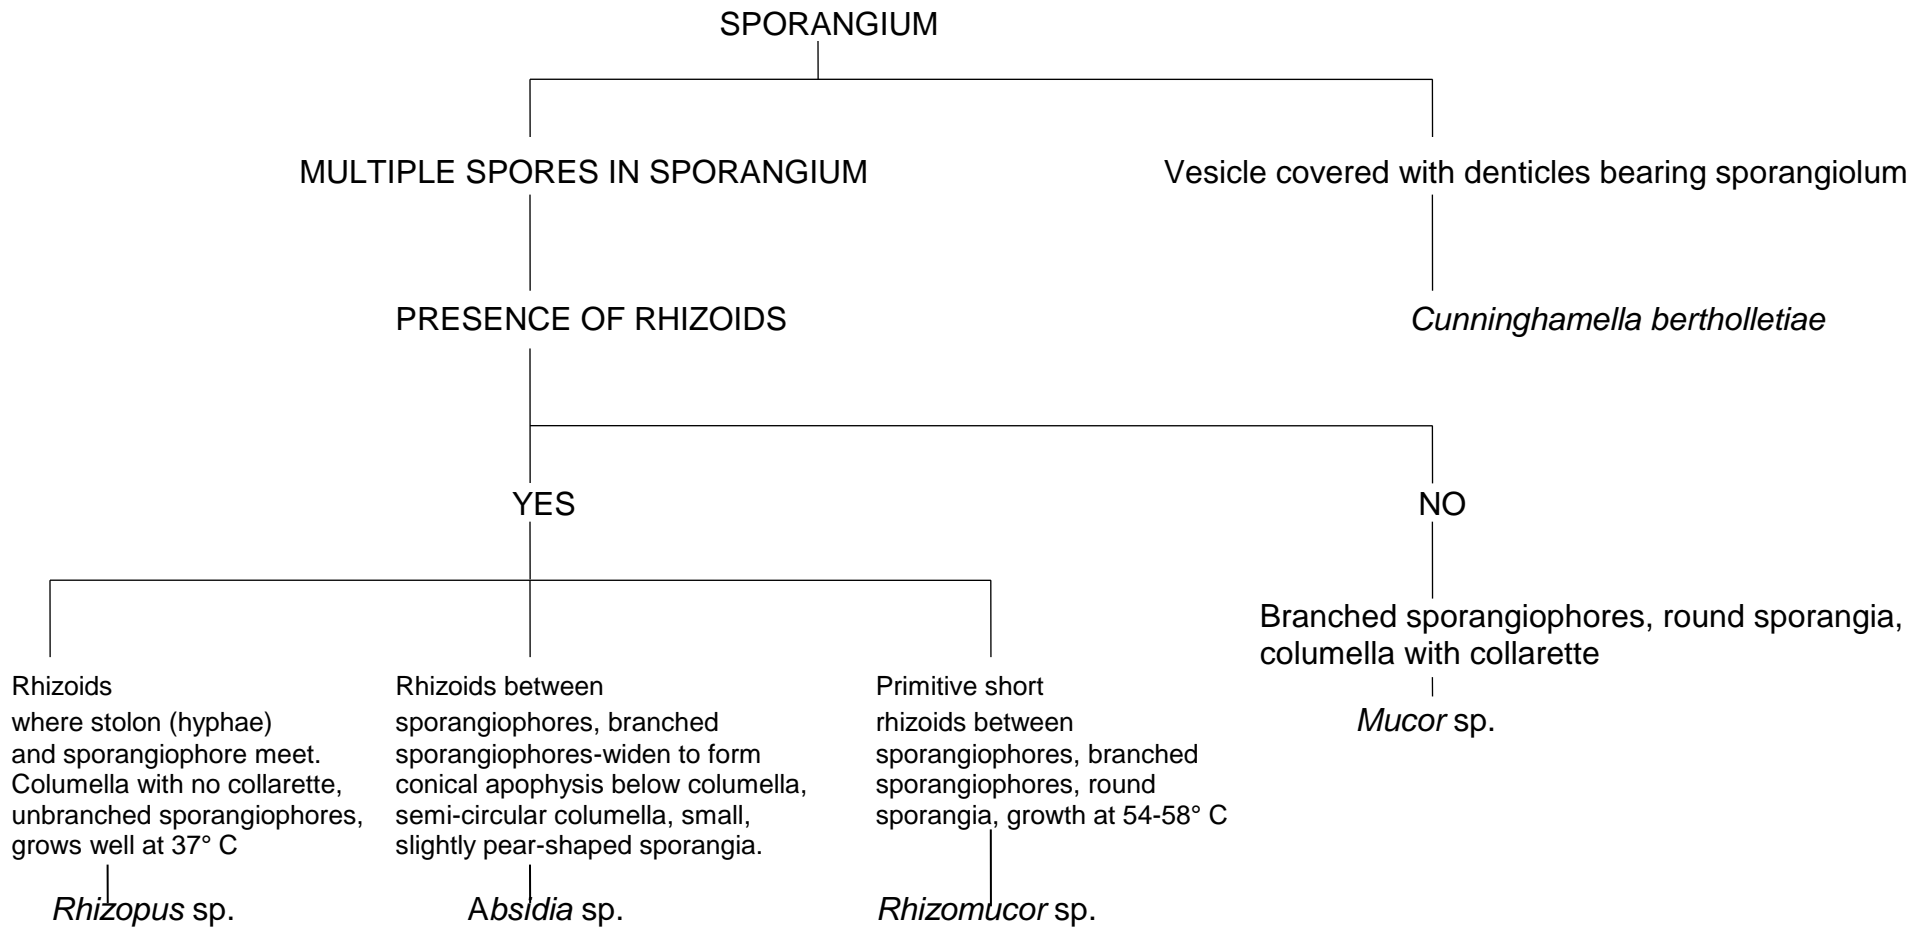 SPORANGIUM
MULTIPLE SPORES IN SPORANGIUM
Vesicle covered with denticles bearing sporangiolum
PRESENCE OF RHIZOIDS
Cunninghamella bertholletiae
YES
NO
Rhizoids
where stolon (hyphae)
and sporangiophore meet.
Columella with no collarette,
unbranched sporangiophores,
grows well at 37° C
Rhizopus sp.
Rhizoids between
sporangiophores, branched
sporangiophores-widen to form
conical apophysis below columella,
semi-circular columella, small,
slightly pear-shaped sporangia.
Absidia sp.
Primitive short
rhizoids between
sporangiophores, branched
sporangiophores, round
sporangia, growth at 54-58° C
Rhizomucor sp.
Branched sporangiophores, round sporangia,
columella with collarette
Mucor sp.